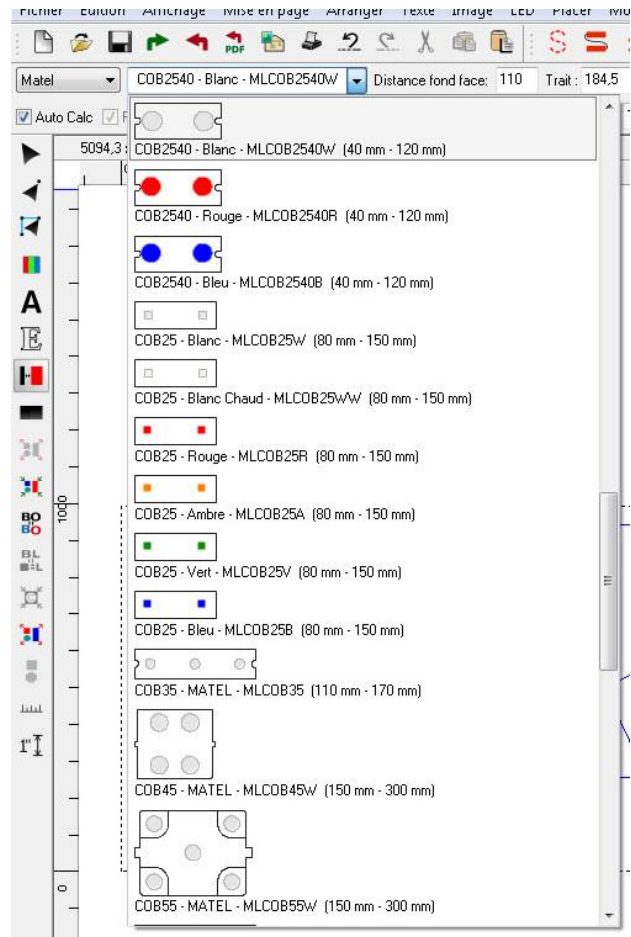 Fichier Edition Affichage Mise en page Arranger Texte Image LED Placer
PDF
Matel COB2540 - Blanc - MLCOB2540W Distance fond face: 110 Trait : 184,5
Auto Calc
5094,3
COB2540 - Blanc - MLCOB2540W (40 mm - 120 mm)
COB2540 - Rouge - MLCOB2540R (40 mm - 120 mm)
COB2540 - Bleu - MLCOB2540B (40 mm - 120 mm)
COB25 - Blanc - MLCOB25W (80 mm - 150 mm)
COB25 - Blanc Chaud - MLCOB25WW (80 mm - 150 mm)
COB25 - Rouge - MLCOB25R (80 mm - 150 mm)
COB25 - Ambre - MLCOB25A (80 mm - 150 mm)
COB25 - Vert - MLCOB25V (80 mm - 150 mm)
COB25 - Bleu - MLCOB25B (80 mm - 150 mm)
COB35 - MATEL - MLCOB35 (110 mm - 170 mm)
COB45 - MATEL - MLCOB45W (150 mm - 300 mm)
COB55 - MATEL - MLCOB55W (150 mm - 300 mm)
A
E
BO
BO
BL
1"
1000
0